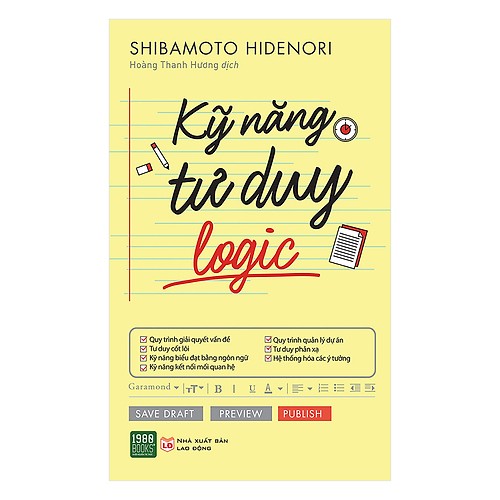 SHIBAMOTO HIDENORI
Hoàng Thanh Hương dịch
Kỹ năng
tư duy
logic
Quy trình giải quyết vấn đề
Tư duy cốt lõi
Kỹ năng biểu đạt bằng ngôn ngữ
Kỹ năng kết nối mối quan hệ
Quy trình quản lý dự án
Tư duy phản xạ
Hệ thống hóa các ý tưởng
Garamond TT B I U A
SAVE DRAFT PREVIEW PUBLISH
1980
BOOKS
LĐ
NHÀ XUẤT BẢN
LAO ĐỘNG